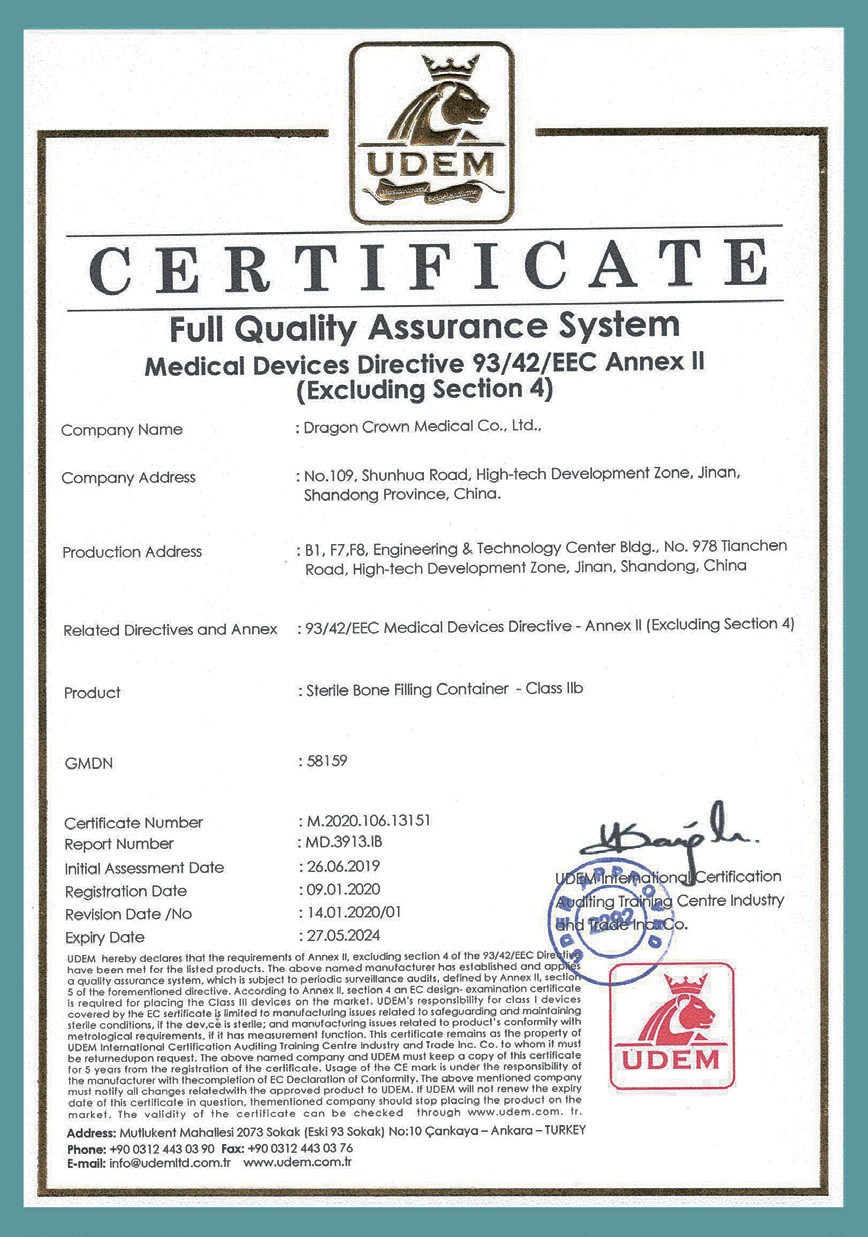 UDEM
Uluslararası Belgelendirme
CERTIFICATE
Full Quality Assurance System
Medical Devices Directive 93/42/EEC Annex II
(Excluding Section 4)
Company Name : Dragon Crown Medical Co., Ltd.,
Company Address : No.109, Shunhua Road, High-tech Development Zone, Jinan,
Shandong Province, China.
Production Address : B1, F7,F8, Engineering & Technology Center Bldg., No. 978 Tianchen
Road, High-tech Development Zone, Jinan, Shandong, China
Related Directives and Annex : 93/42/EEC Medical Devices Directive - Annex II (Excluding Section 4)
Product : Sterile Bone Filling Container - Class IIb
GMDN : 58159
Certificate Number : M.2020.106.13151
Report Number : MD.3913.IB
Initial Assessment Date : 26.06.2019
Registration Date : 09.01.2020
Revision Date /No : 14.01.2020/01
Expiry Date : 27.05.2024
UDEM International Certification
Auditing Training Centre Industry
and Trade Inc. Co.
UDEM APPROVED
2292
UDEM
UDEM hereby declares that the requirements of Annex II, excluding section 4 of the 93/42/EEC Directive
have been met for the listed products. The above named manufacturer has established and applies
a quality assurance system, which is subject to periodic surveillance audits, defined by Annex II, section
5 of the forementioned directive. According to Annex II, section 4 an EC design- examination certificate
is required for placing the Class III devices on the market. UDEM's responsibility for class I devices
covered by the EC sertificate is limited to manufacturing issues related to safeguarding and maintaining
sterile conditions, if the dev,ce is sterile; and manufacturing issues related to product's conformity with
metrological requirements, if it has measurement function. This certificate remains as the property of
UDEM International Certification Auditing Training Centre Industry and Trade Inc. Co. to whom it must
be returnedupon request. The above named company and UDEM must keep a copy of this certificate
for 5 years from the registration of the certificate. Usage of the CE mark is under the responsibility of
the manufacturer with thecompletion of EC Declaration of Conformity. The above mentioned company
must notify all changes relatedwith the approved product to UDEM. If UDEM will not renew the expiry
date of this certificate in question, thementioned company should stop placing the product on the
market. The validity of the certificate can be checked through www.udem.com. tr.
Address: Mutlukent Mahallesi 2073 Sokak (Eski 93 Sokak) No:10 Çankaya – Ankara – TURKEY
Phone: +90 0312 443 03 90 Fax: +90 0312 443 03 76
E-mail: info@udemltd.com.tr www.udem.com.tr